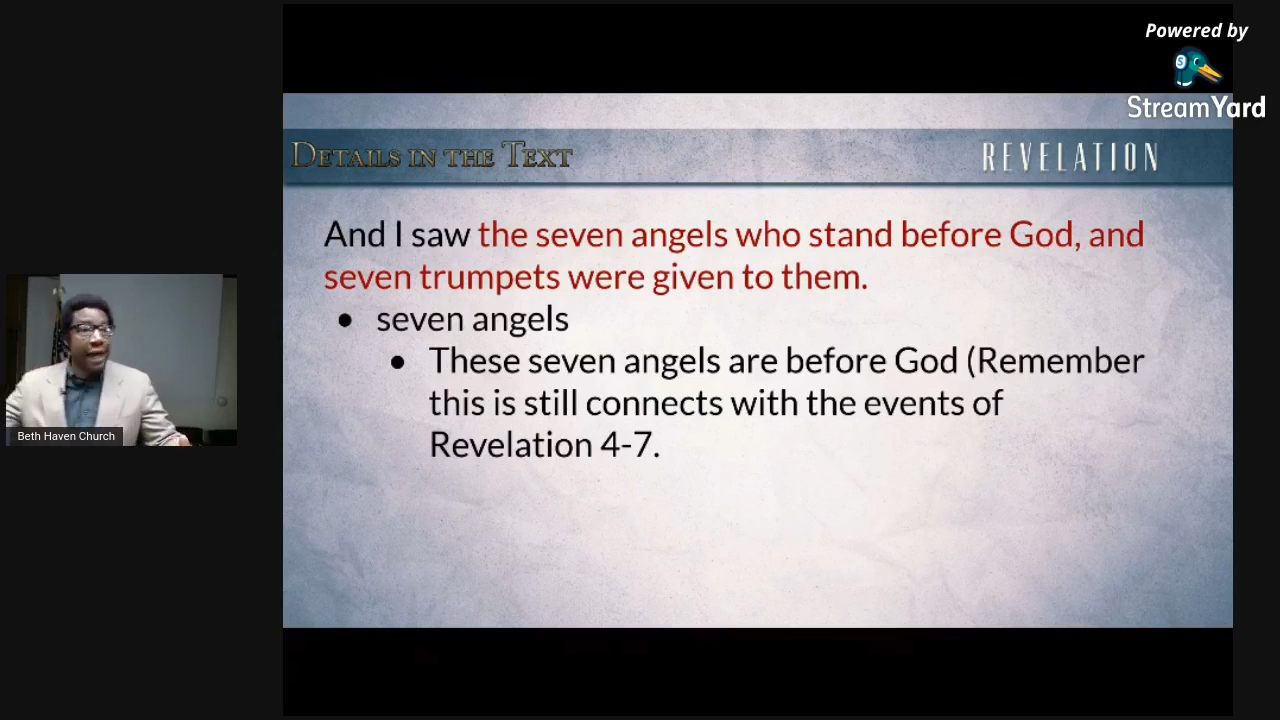 Powered by
StreamYard
DETAILS IN THE TEXT
REVELATION
And I saw the seven angels who stand before God, and
seven trumpets were given to them.
• seven angels
• These seven angels are before God (Remember
this is still connects with the events of
Revelation 4-7.
Beth Haven Church